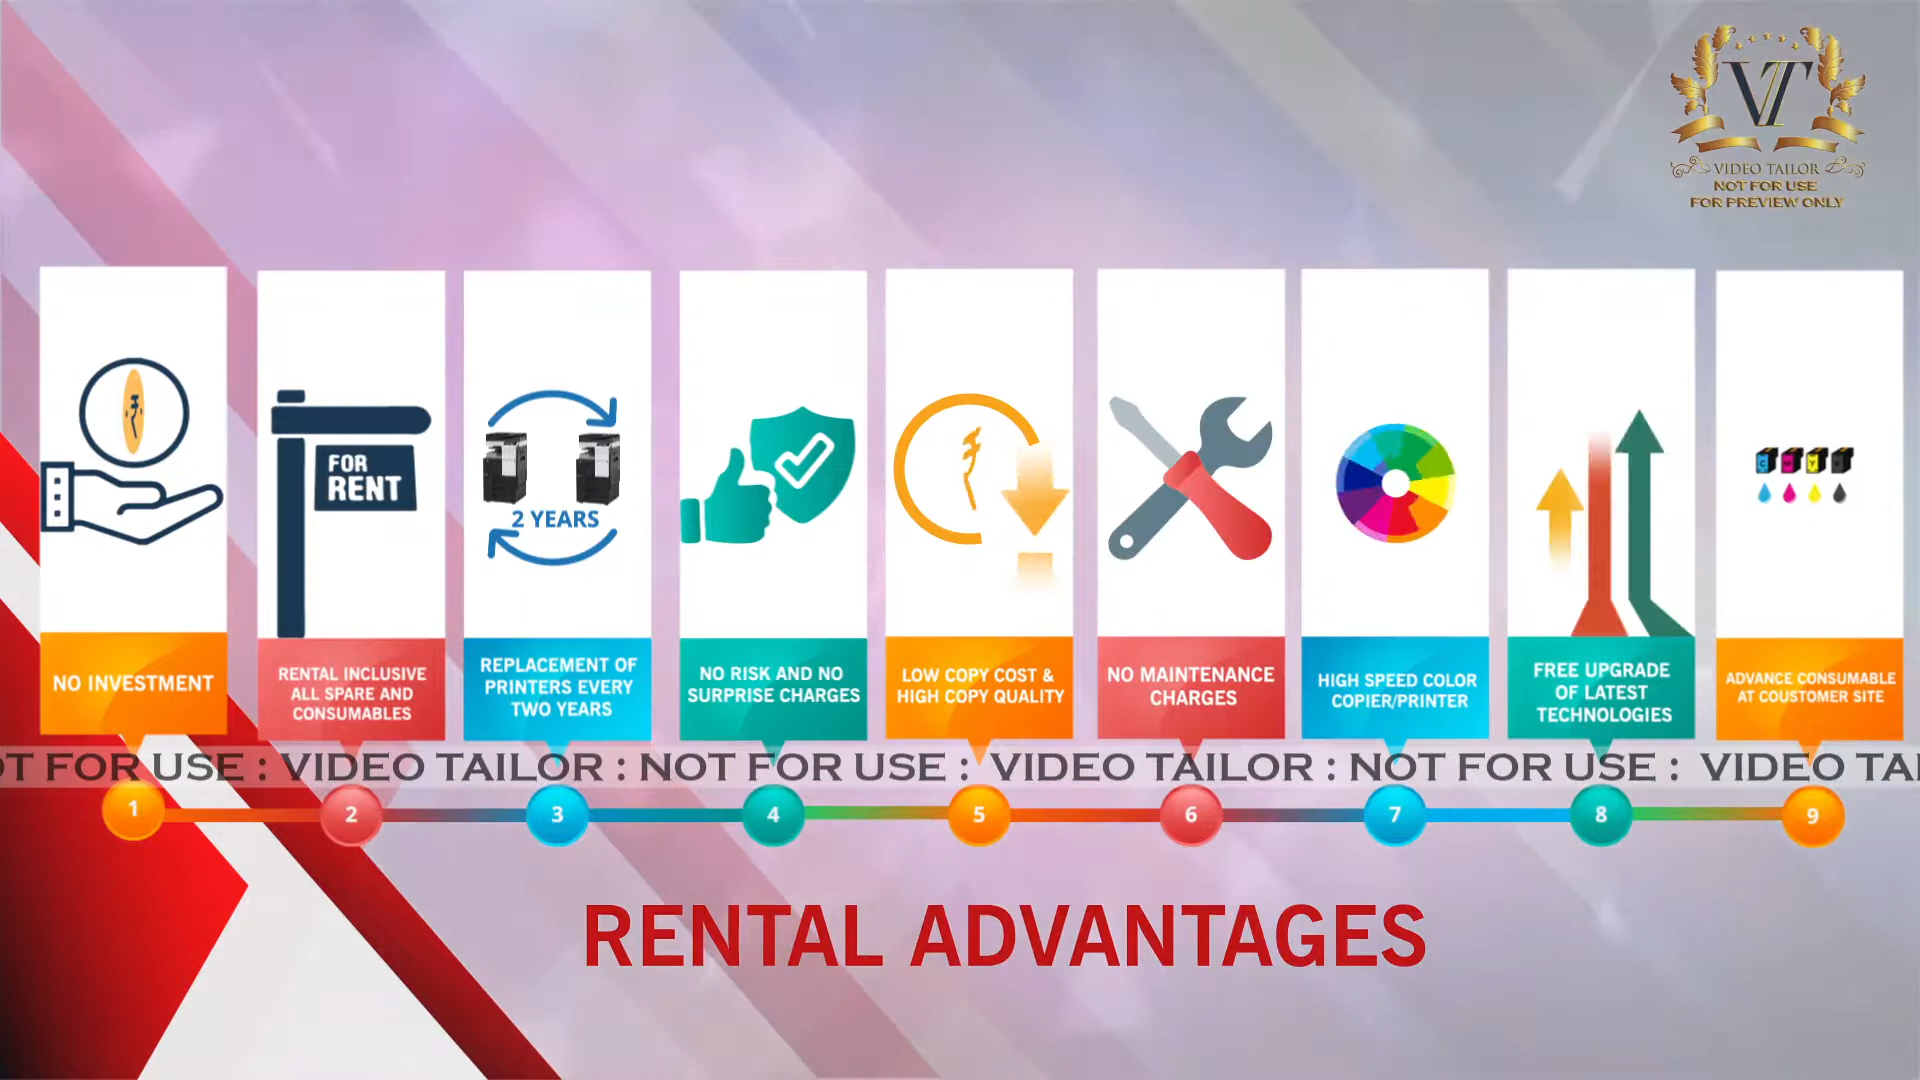 VT
VIDEO TAILOR
NOT FOR USE
FOR PREVIEW ONLY
FOR
RENT
2 YEARS
C
M
Y
NO INVESTMENT
RENTAL INCLUSIVE
ALL SPARE AND
CONSUMABLES
REPLACEMENT OF
PRINTERS EVERY
TWO YEARS
NO RISK AND NO
SURPRISE CHARGES
LOW COPY COST &
HIGH COPY QUALITY
NO MAINTENANCE
CHARGES
HIGH SPEED COLOR
COPIER/PRINTER
FREE UPGRADE
OF LATEST
TECHNOLOGIES
ADVANCE CONSUMABLE
AT COUSTOMER SITE
OT FOR USE : VIDEO TAILOR : NOT FOR USE : VIDEO TAILOR : NOT FOR USE : VIDEO TAI
1 2 3 4 5 6 7 8 9
RENTAL ADVANTAGES